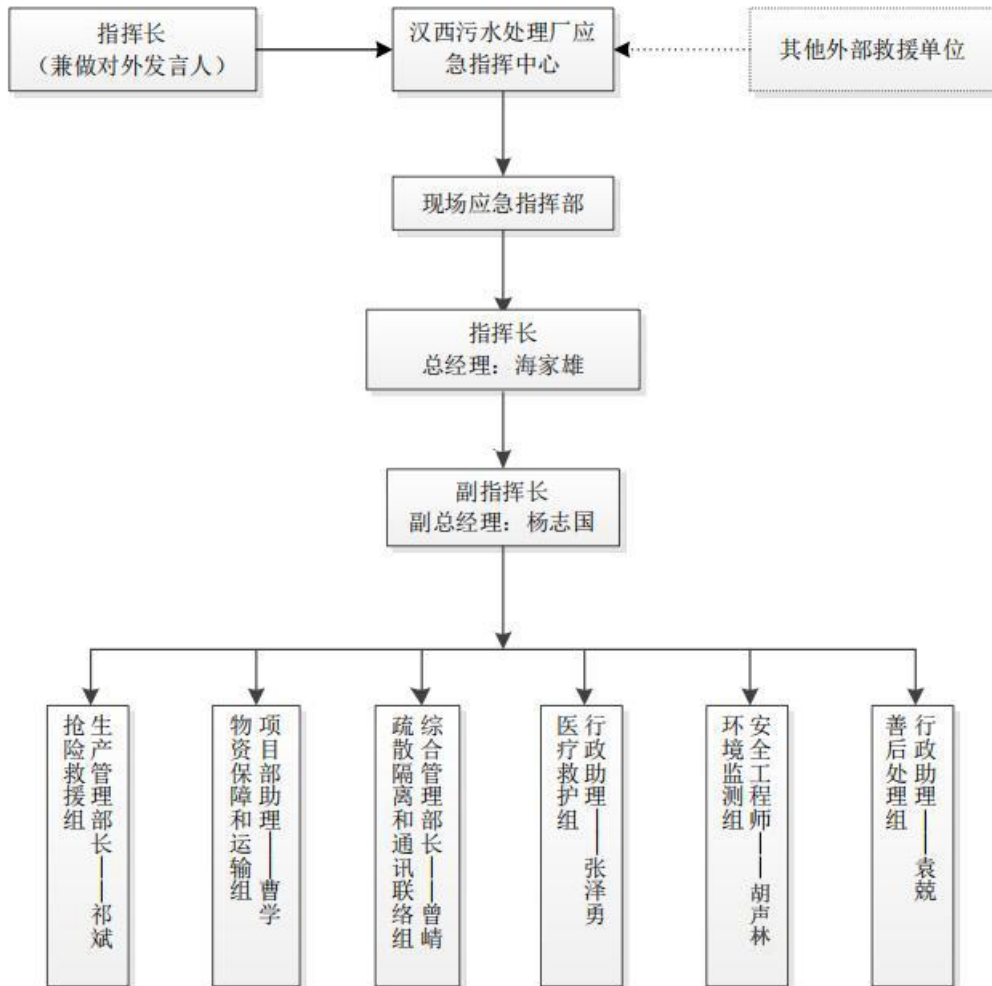 指挥长
（兼做对外发言人）
汉西污水处理厂应
急指挥中心
其他外部救援单位
现场应急指挥部
指挥长
总经理：海家雄
副指挥长
副总经理：杨志国
抢险救援组
生产管理部长——祁斌
物资保障和运输组
项目部助理——曹学
疏散隔离和通讯联络组
综合管理部长——曾崝
医疗救护组
行政助理——张泽勇
环境监测组
安全工程师——胡声林
善后处理组
行政助理——袁兢